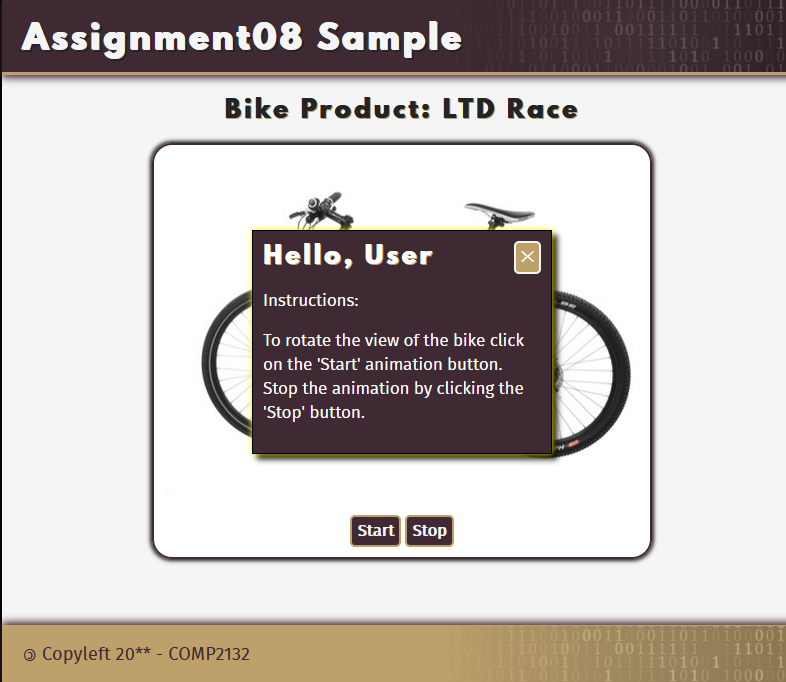 Assignment08 Sample
Bike Product: LTD Race
Hello, User
Instructions:
To rotate the view of the bike click
on the 'Start' animation button.
Stop the animation by clicking the
'Stop' button.
Start Stop
🄯 Copyleft 20** - COMP2132